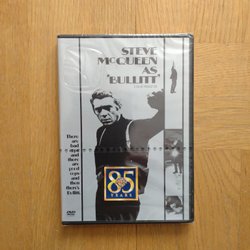 STEVE
McQUEEN
AS
'BULLITT'
There are
bad
cops
and
there are
good
cops and
then there's
Bullitt.
85
YEARS
DVD